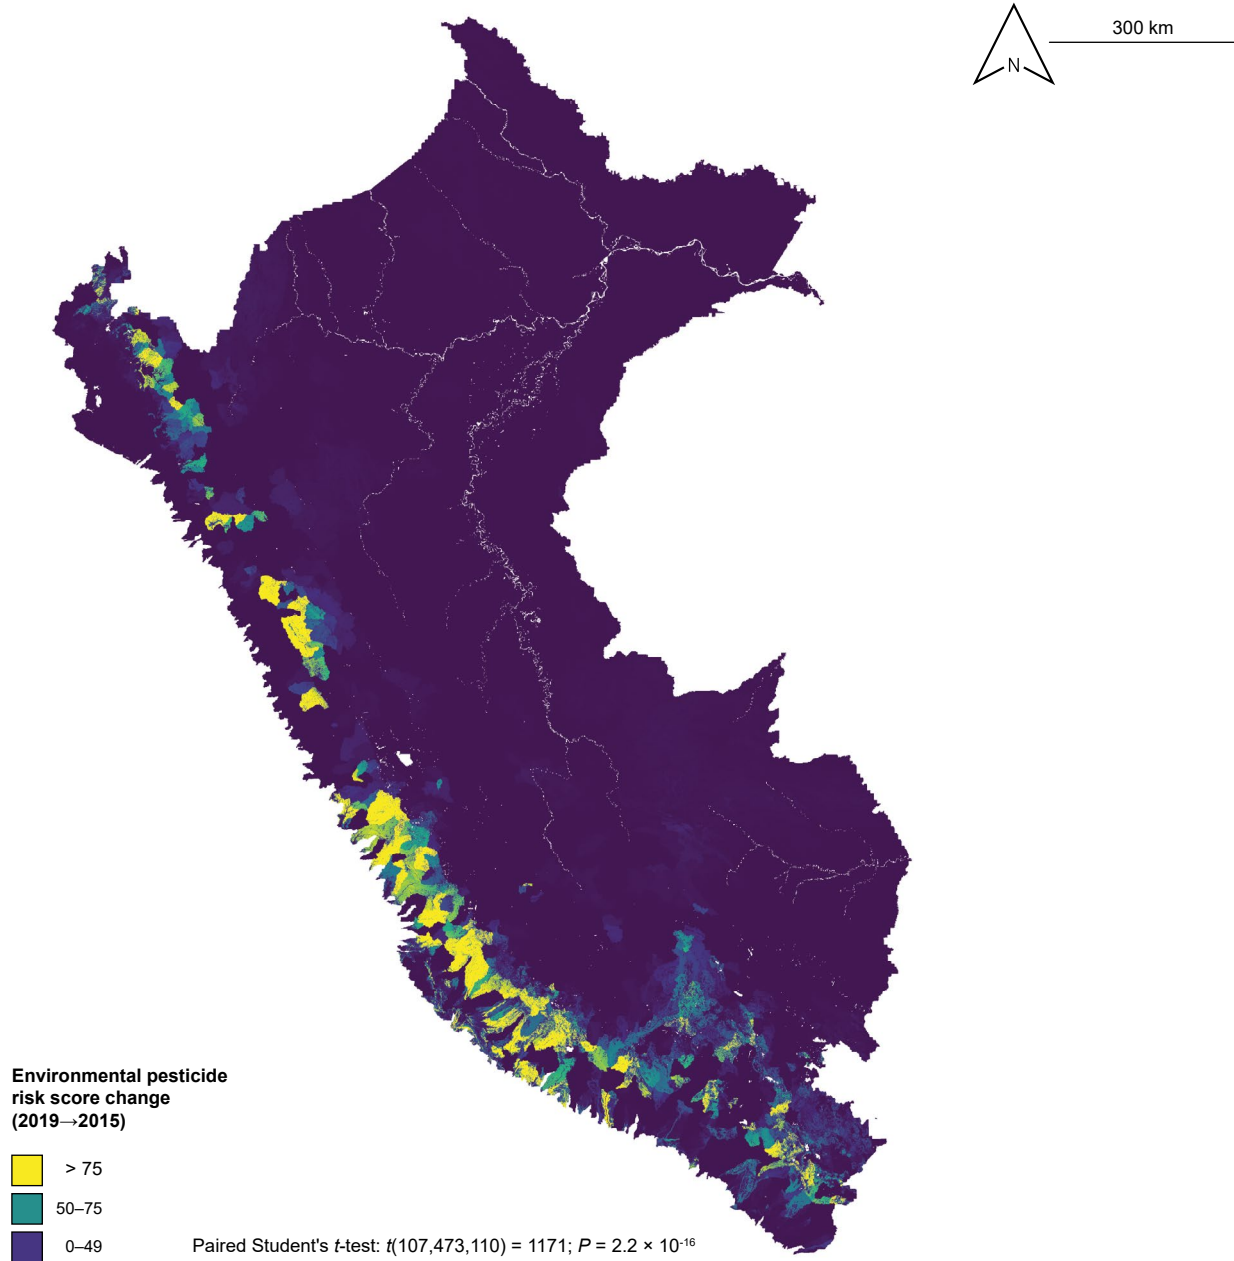 300 km
N
Environmental pesticide
risk score change
(2019→2015)
> 75
50–75
0–49
Paired Student's t-test: t(107,473,110) = 1171; P = 2.2 × 10-16